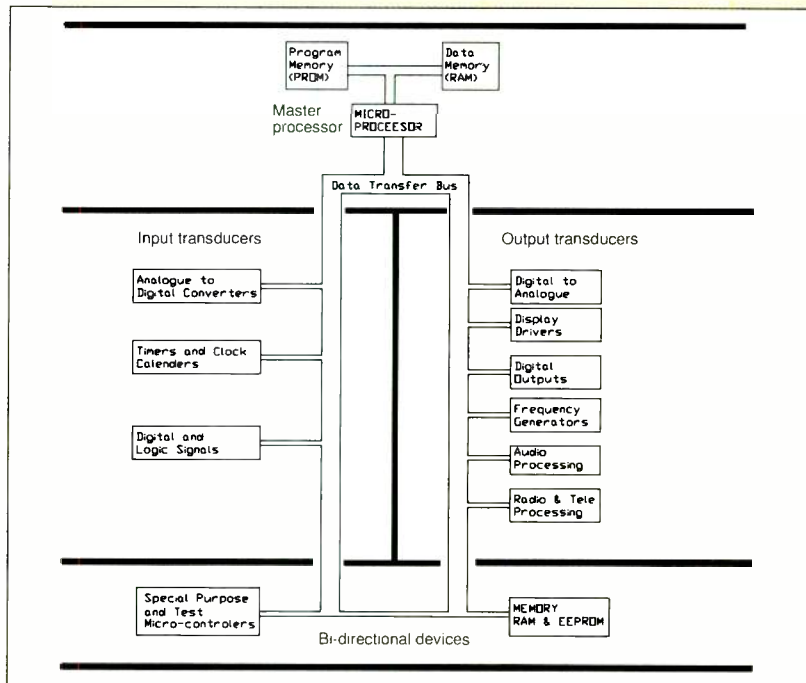 Program
Memory
(PROM)
Data
Memory
(RAM)
Master
processor
MICRO-
PROCEESOR
Data Transfer Bus
Input transducers
Output transducers
Analogue to
Digital Converters
Timers and Clock
Calenders
Digital and
Logic Signals
Digital to
Analogue
Display
Drivers
Digital
Outputs
Frequency
Generators
Audio
Processing
Radio & Tele
Processing
Special Purpose
and Test
Micro-controlers
MEMORY
RAM & EEPROM
Bi-directional devices